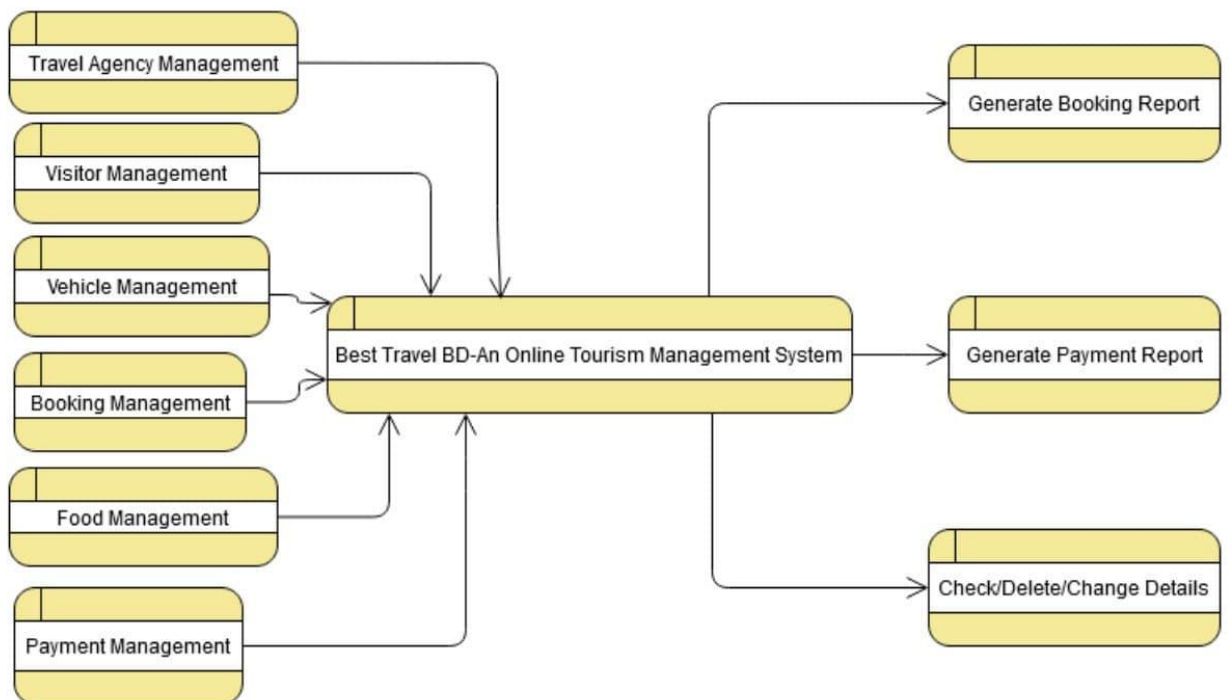 Travel Agency Management
Visitor Management
Vehicle Management
Booking Management
Food Management
Payment Management
Best Travel BD-An Online Tourism Management System
Generate Booking Report
Generate Payment Report
Check/Delete/Change Details